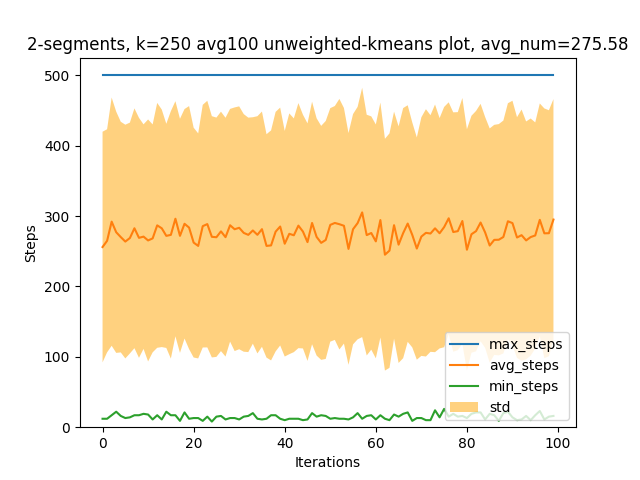 2-segments, k=250 avg100 unweighted-kmeans plot, avg_num=275.58
500
400
300
200
100
0
Steps
max_steps
avg_steps
min_steps
std
0
20
40
60
80
100
Iterations